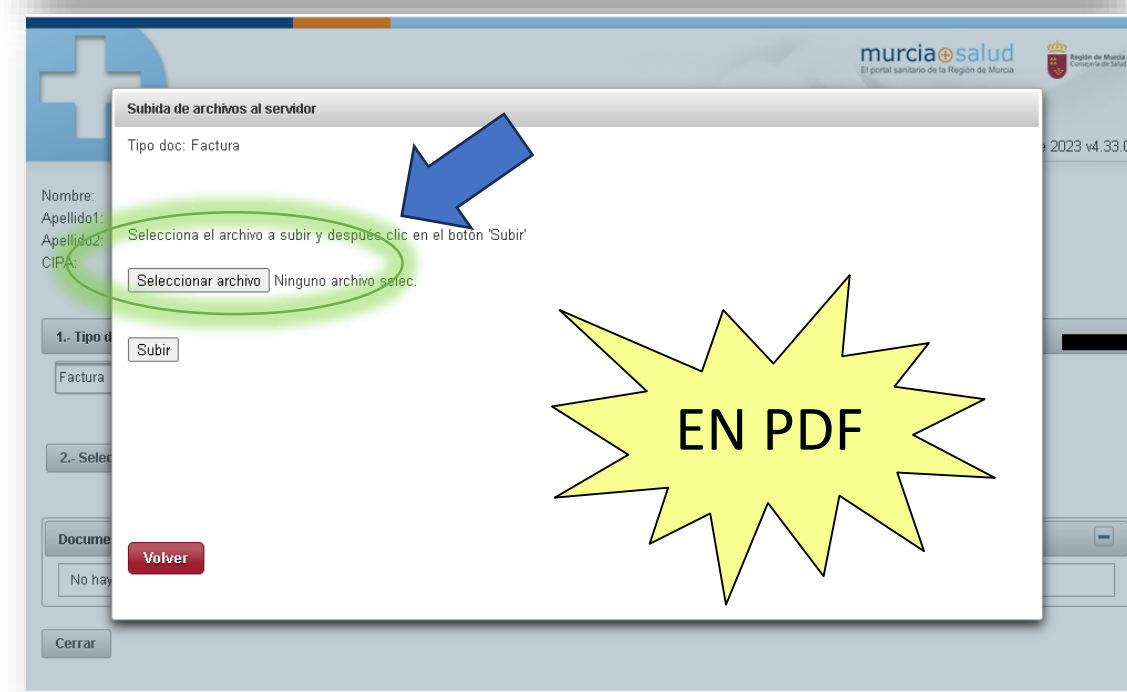 murcia+salud
El portal sanitario de la Región de Murcia
Región de Murcia
Consejería de Salud
Subida de archivos al servidor
Tipo doc: Factura
2023 v4.33.0
Nombre:
Apellido1:
Apellido2:
CIPA:
Selecciona el archivo a subir y después clic en el botón 'Subir'
Seleccionar archivo Ninguno archivo selec.
1.- Tipo d
Subir
Factura
EN PDF
2.- Selec
Docume
Volver
No hay
Cerrar